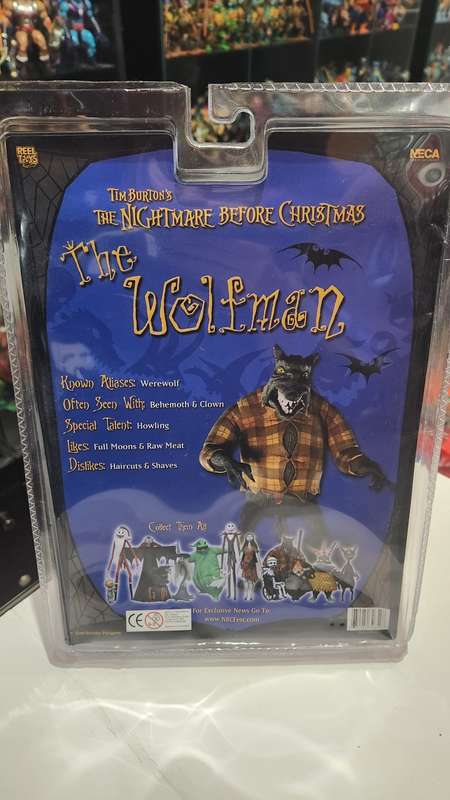 REEL TOYS
NECA
TIM BURTON'S
THE NIGHTMARE BEFORE CHRISTMAS
The
Wolfman
Known Aliases: Werewolf
Often Seen With: Behemoth & Clown
Special Talent: Howling
Likes: Full Moons & Raw Meat
Dislikes: Haircuts & Shaves
Collect Them All
CE
For Exclusive News Go To: